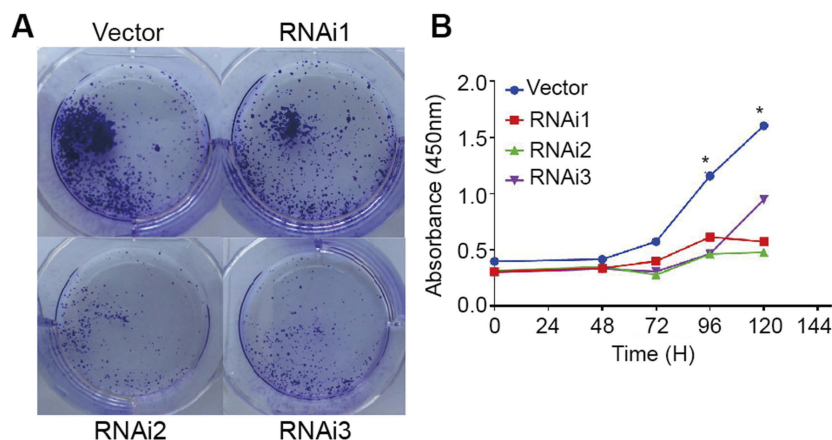 A
Vector
RNAi1
RNAi2
RNAi3
B
Absorbance (450nm)
2.0
1.5
1.0
0.5
0.0
Vector
RNAi1
RNAi2
RNAi3
*
*
0
24
48
72
96
120
144
Time (H)